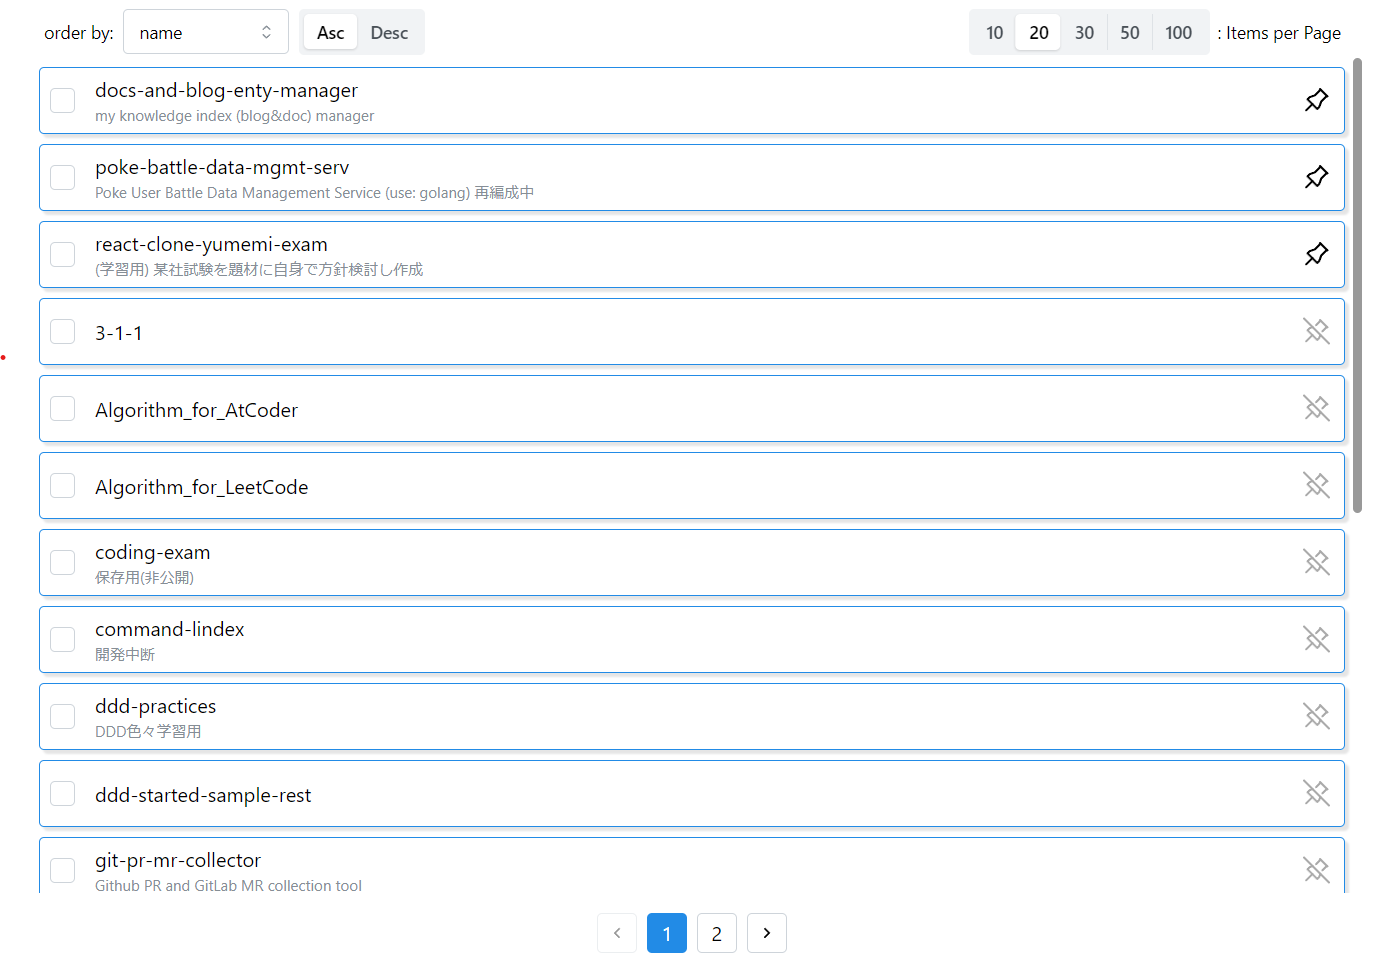 order by: name Asc Desc 10 20 30 50 100 : Items per Page
docs-and-blog-enty-manager
my knowledge index (blog&doc) manager
poke-battle-data-mgmt-serv
Poke User Battle Data Management Service (use: golang) 再編成中
react-clone-yumemi-exam
(学習用) 某社試験を題材に自身で方針検討し作成
3-1-1
Algorithm_for_AtCoder
Algorithm_for_LeetCode
coding-exam
保存用(非公開)
command-lindex
開発中断
ddd-practices
DDD色々学習用
ddd-started-sample-rest
git-pr-mr-collector
Github PR and GitLab MR collection tool
1 2